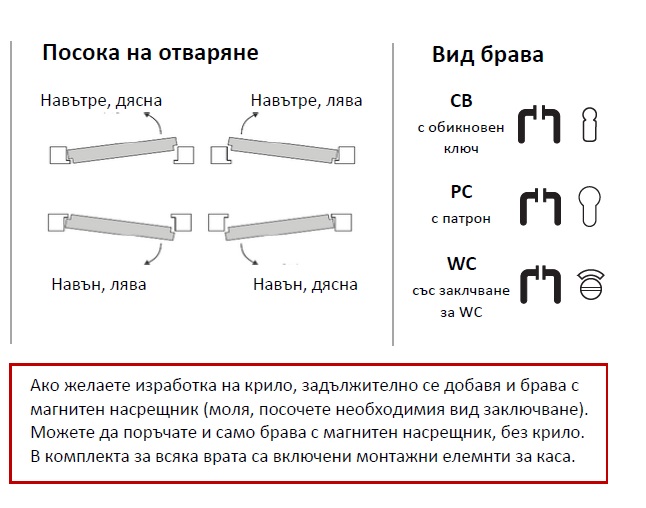 Посока на отваряне
Навътре, дясна
Навътре, лява
Навън, лява
Навън, дясна
Вид брава
CB
с обикновен
ключ
PC
с патрон
WC
със заклчване
за WC
Ако желаете изработка на крило, задължително се добавя и брава с
магнитен насрещник (моля, посочете необходимия вид заключване).
Можете да поръчате и само брава с магнитен насрещник, без крило.
В комплекта за всяка врата са включени монтажни елемнти за каса.